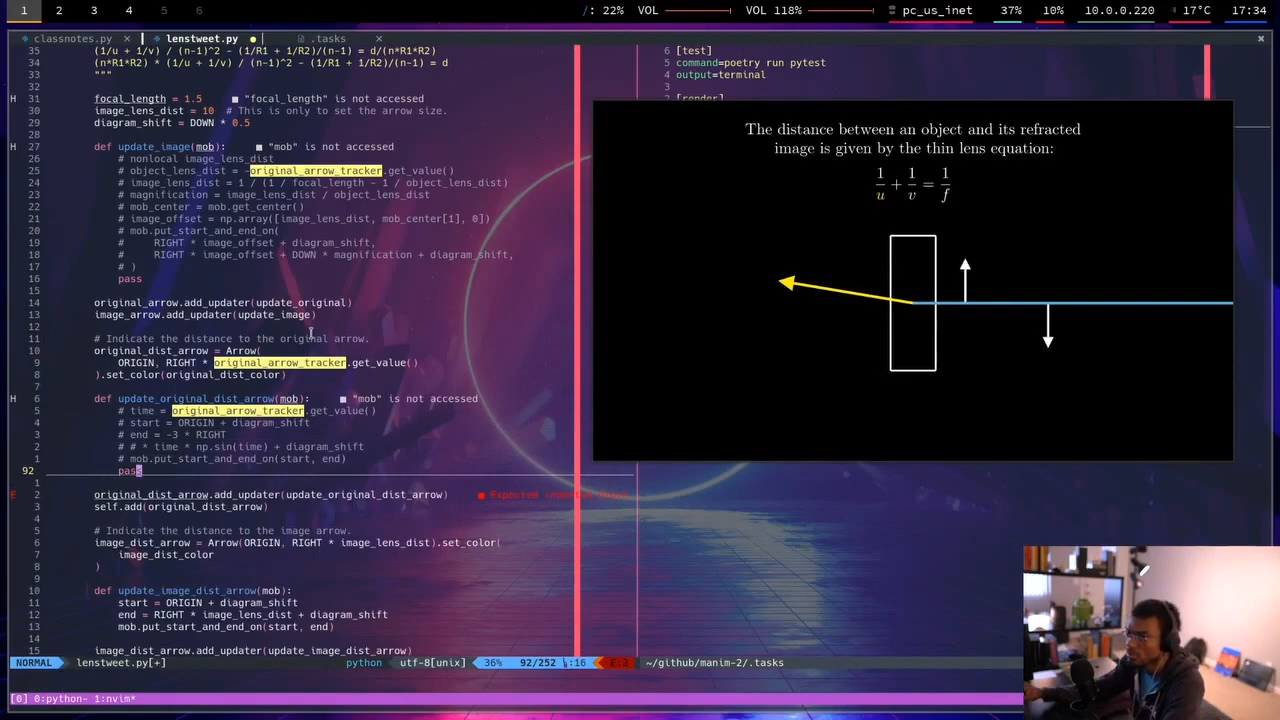 1 2 3 4 5 6
/: 22% VOL VOL 118% pc_us_inet 37% 10% 10.0.0.220 17°C 17:34
classnotes.py ✕ lenstweet.py ● .tasks ✕
35 (1/u + 1/v) / (n-1)^2 - (1/R1 + 1/R2)/(n-1) = d/(n*R1*R2)
34 (n*R1*R2) * (1/u + 1/v) / (n-1)^2 - (1/R1 + 1/R2)/(n-1) = d
33 """
32
H 31 focal_length = 1.5 ■ "focal_length" is not accessed
30 image_lens_dist = 10 # This is only to set the arrow size.
29 diagram_shift = DOWN * 0.5
28
H 27 def update_image(mob): ■ "mob" is not accessed
26 # nonlocal image_lens_dist
25 # object_lens_dist = -original_arrow_tracker.get_value()
24 # image_lens_dist = 1 / (1 / focal_length - 1 / object_lens_dist)
23 # magnification = image_lens_dist / object_lens_dist
22 # mob_center = mob.get_center()
21 # image_offset = np.array([image_lens_dist, mob_center[1], 0])
20 # mob.put_start_and_end_on(
19 # RIGHT * image_offset + diagram_shift,
18 # RIGHT * image_offset + DOWN * magnification + diagram_shift,
17 # )
16 pass
15
14 original_arrow.add_updater(update_original)
13 image_arrow.add_updater(update_image)
12
11 # Indicate the distance to the original arrow.
10 original_dist_arrow = Arrow(
9 ORIGIN, RIGHT * original_arrow_tracker.get_value()
8 ).set_color(original_dist_color)
7
H 6 def update_original_dist_arrow(mob): ■ "mob" is not accessed
5 # time = original_arrow_tracker.get_value()
4 # start = ORIGIN + diagram_shift
3 # end = -3 * RIGHT
2 # # * time * np.sin(time) + diagram_shift
1 # mob.put_start_and_end_on(start, end)
92 pass
1
E 2 original_dist_arrow.add_updater(update_original_dist_arrow) ● Expected
3 self.add(original_dist_arrow)
4
5 # Indicate the distance to the image arrow.
6 image_dist_arrow = Arrow(ORIGIN, RIGHT * image_lens_dist).set_color(
7 image_dist_color
8 )
9
10 def update_image_dist_arrow(mob):
11 start = ORIGIN + diagram_shift
12 end = RIGHT * image_lens_dist + diagram_shift
13 mob.put_start_and_end_on(start, end)
14
15 image_dist_arrow.add_updater(update_image_dist_arrow)
6 [test]
5 command=poetry run pytest
4 output=terminal
3
[render]
The distance between an object and its refracted
image is given by the thin lens equation:
1/u + 1/v = 1/f
NORMAL lenstweet.py[+] python utf-8[unix] 36% 92/252 :16 E:2 ~/github/manim-2/.tasks
[0] 0:python- 1:nvim*